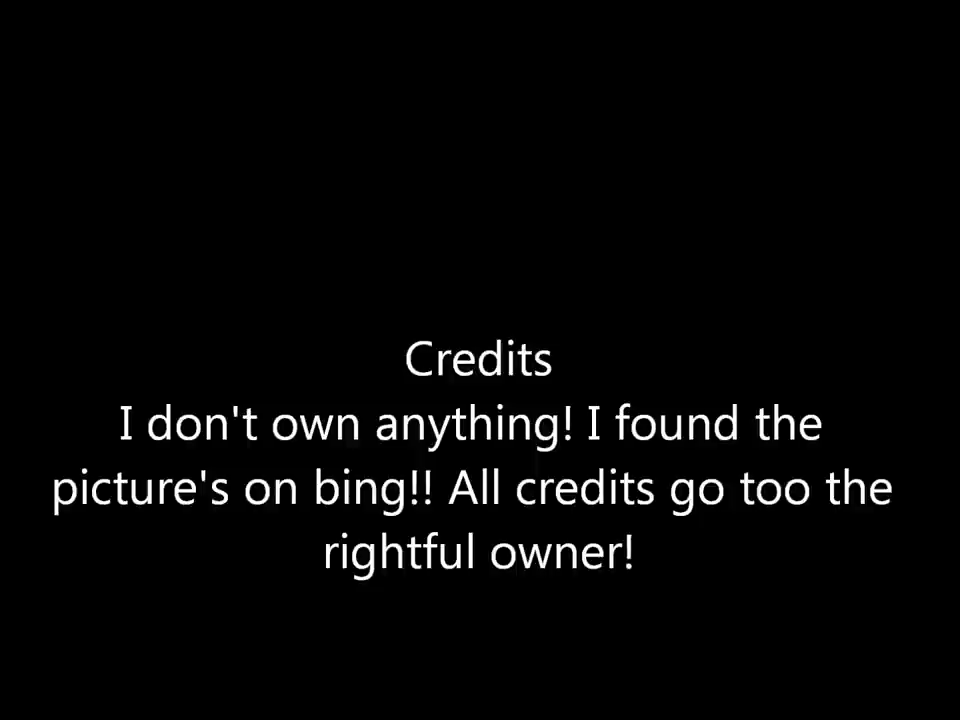 Credits
I don't own anything! I found the
picture's on bing!! All credits go too the
rightful owner!